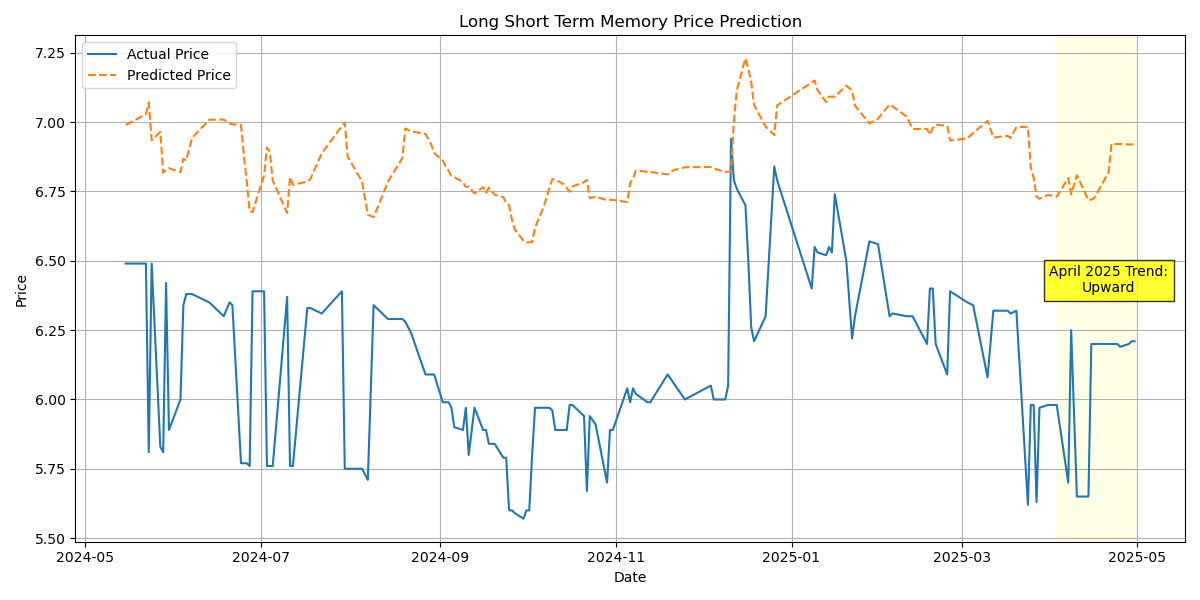 Long Short Term Memory Price Prediction
Actual Price
Predicted Price
7.25
7.00
6.75
6.50
6.25
6.00
5.75
5.50
Price
April 2025 Trend:
Upward
2024-05
2024-07
2024-09
2024-11
2025-01
2025-03
2025-05
Date